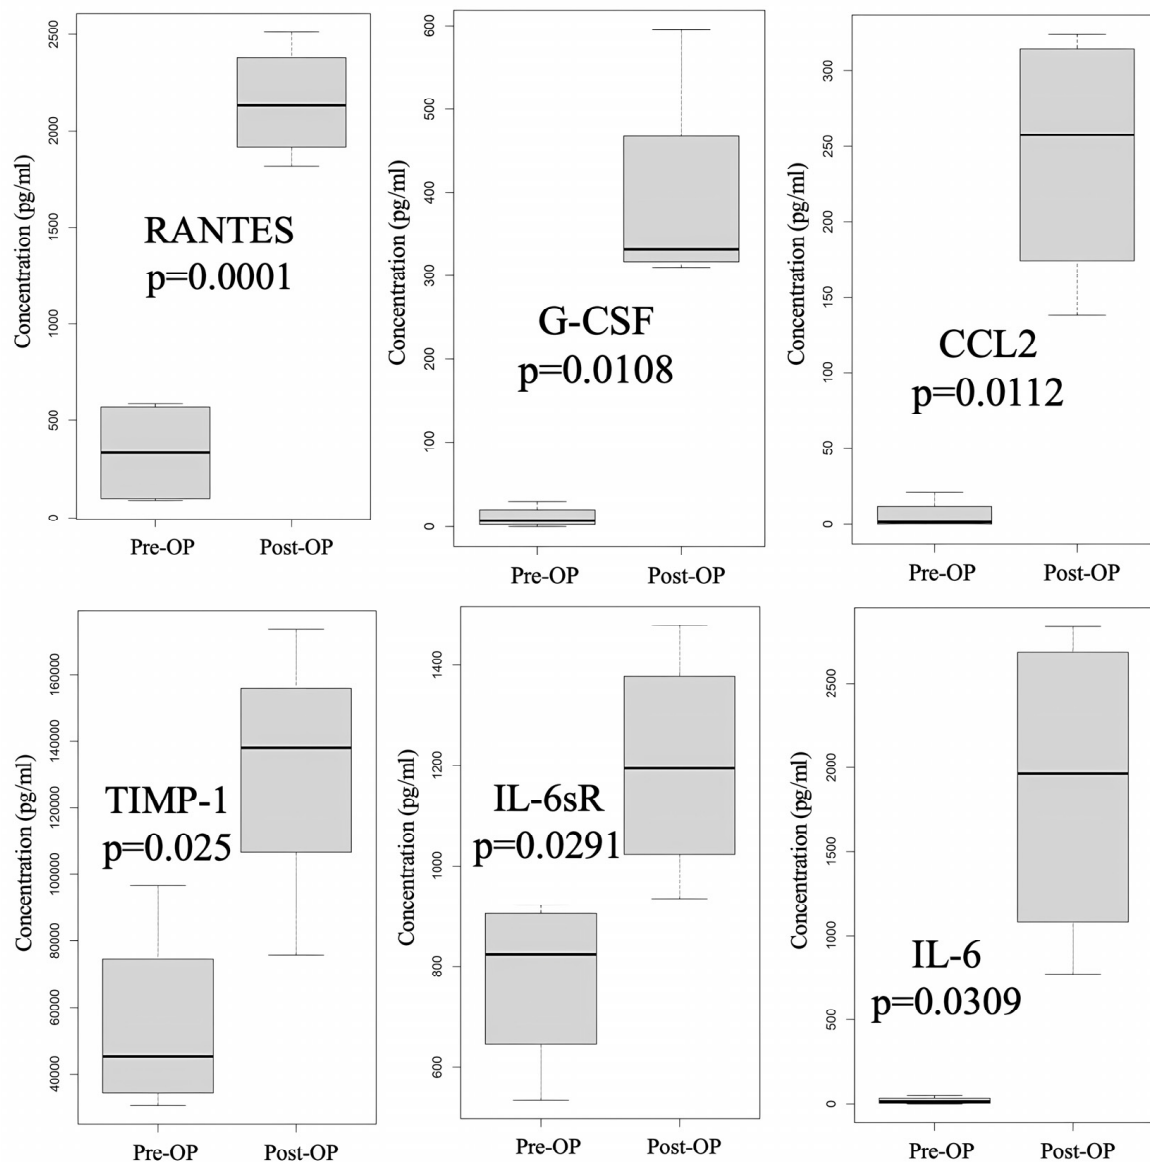 Concentration (pg/ml)
2500
2000
1500
1000
500
0
RANTES
p=0.0001
Pre-OP Post-OP
Concentration (pg/ml)
600
500
400
300
200
100
0
G-CSF
p=0.0108
Pre-OP Post-OP
Concentration (pg/ml)
300
250
200
150
100
50
0
CCL2
p=0.0112
Pre-OP Post-OP
Concentration (pg/ml)
160000
140000
120000
100000
80000
60000
40000
TIMP-1
p=0.025
Pre-OP Post-OP
Concentration (pg/ml)
1400
1200
1000
800
600
IL-6sR
p=0.0291
Pre-OP Post-OP
Concentration (pg/ml)
2500
2000
1500
1000
500
0
IL-6
p=0.0309
Pre-OP Post-OP